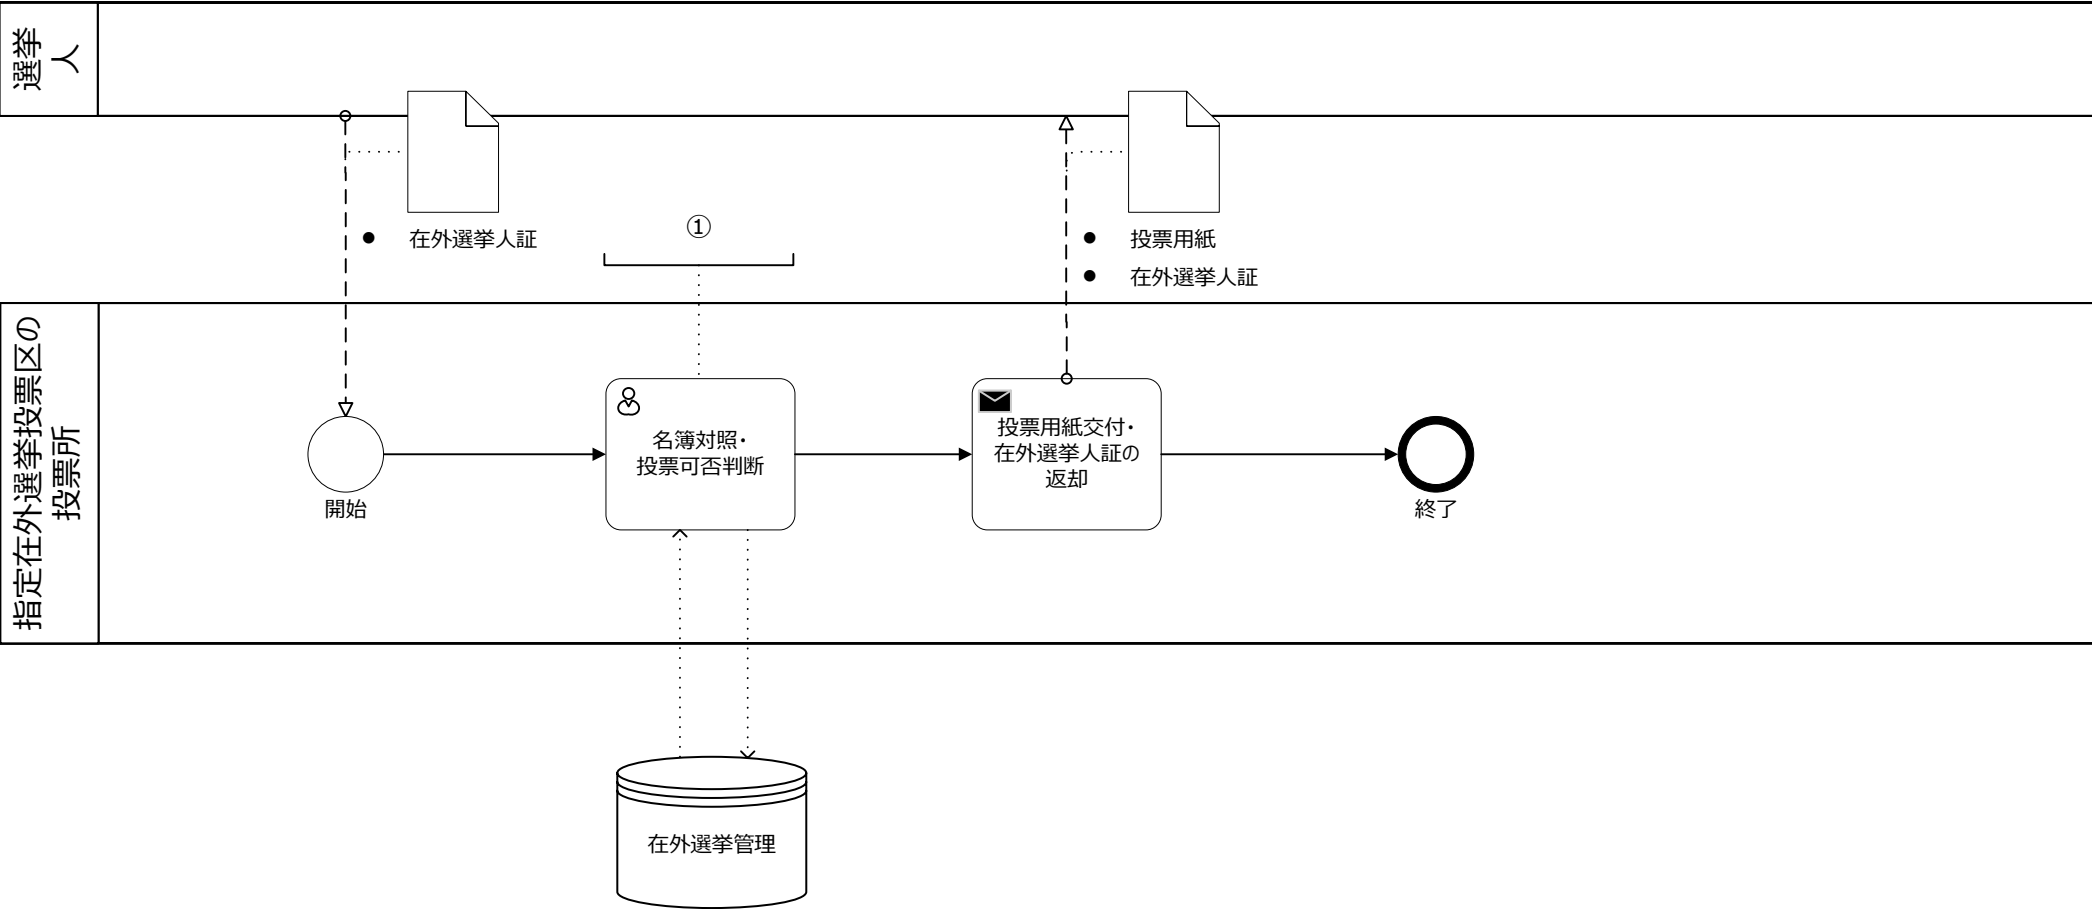 選挙
人
①
● 在外選挙人証
● 投票用紙
● 在外選挙人証
指定在外選挙投票区の
投票所
開始
名簿対照・
投票可否判断
投票用紙交付・
在外選挙人証の
返却
終了
在外選挙管理